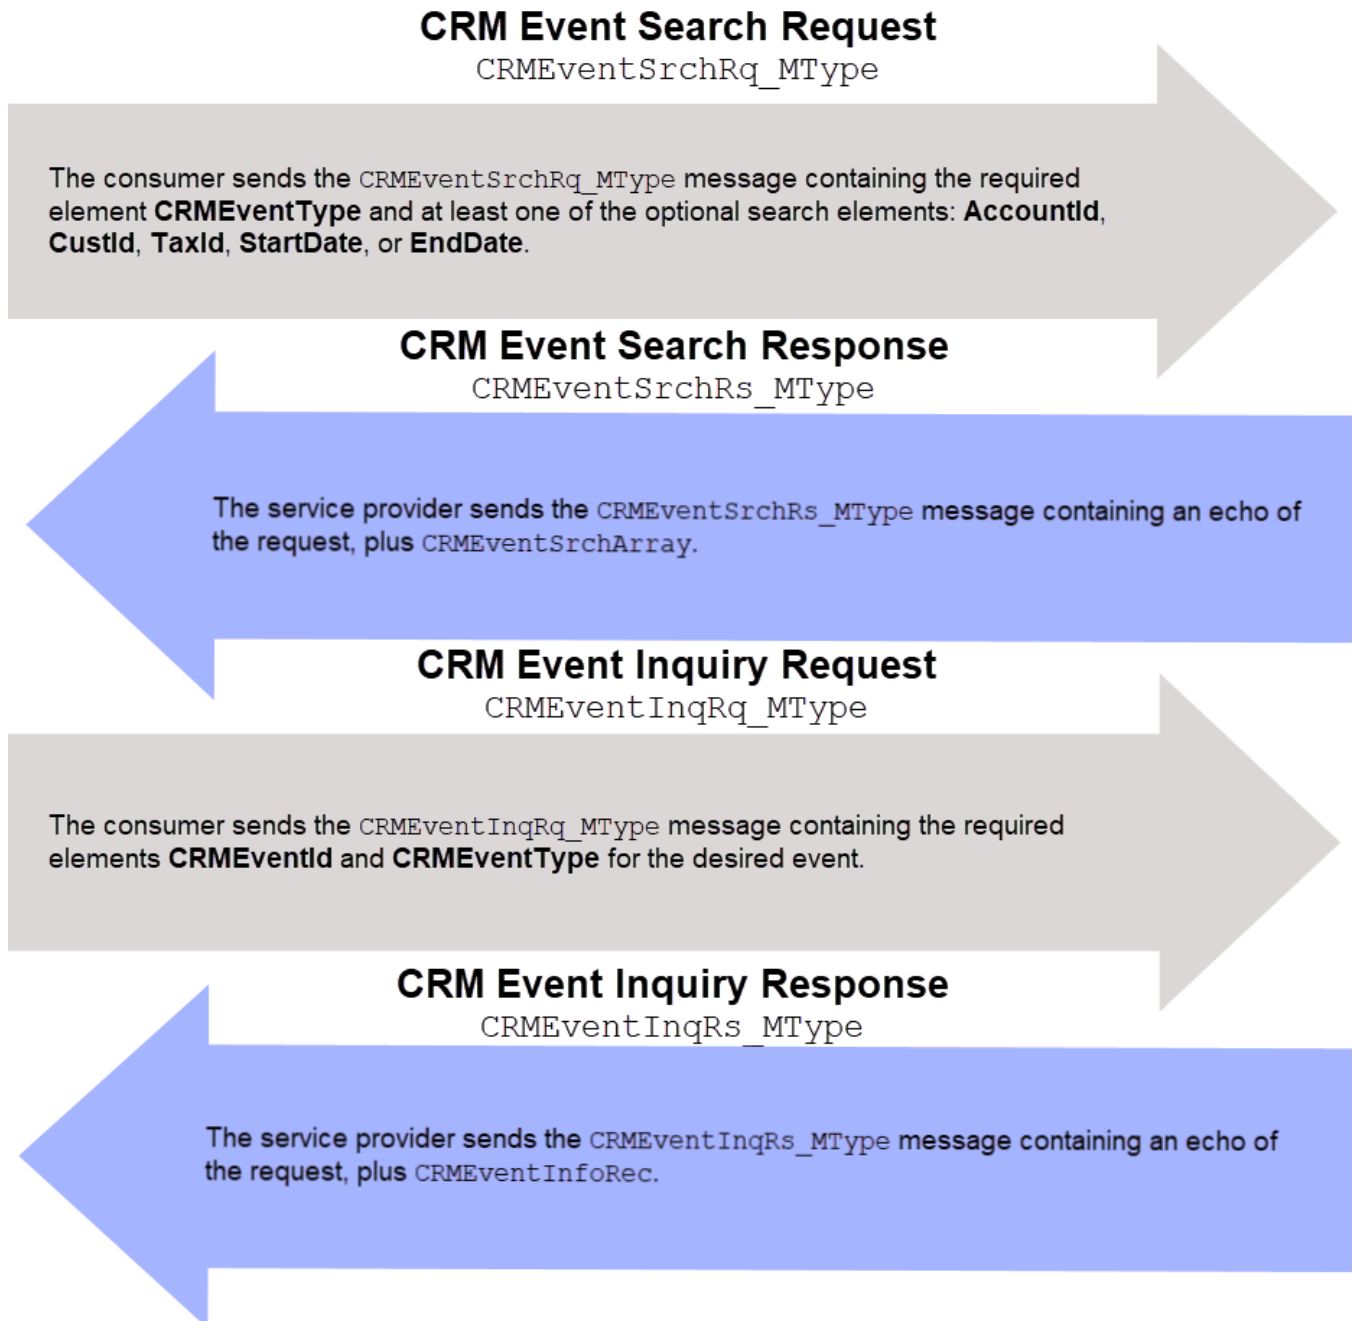 CRM Event Search Request
CRMEventSrchRq_MType
The consumer sends the CRMEventSrchRq_MType message containing the required
element CRMEventType and at least one of the optional search elements: AccountId,
CustId, TaxId, StartDate, or EndDate.
CRM Event Search Response
CRMEventSrchRs_MType
The service provider sends the CRMEventSrchRs_MType message containing an echo of
the request, plus CRMEventSrchArray.
CRM Event Inquiry Request
CRMEventInqRq_MType
The consumer sends the CRMEventInqRq_MType message containing the required
elements CRMEventId and CRMEventType for the desired event.
CRM Event Inquiry Response
CRMEventInqRs_MType
The service provider sends the CRMEventInqRs_MType message containing an echo of
the request, plus CRMEventInfoRec.